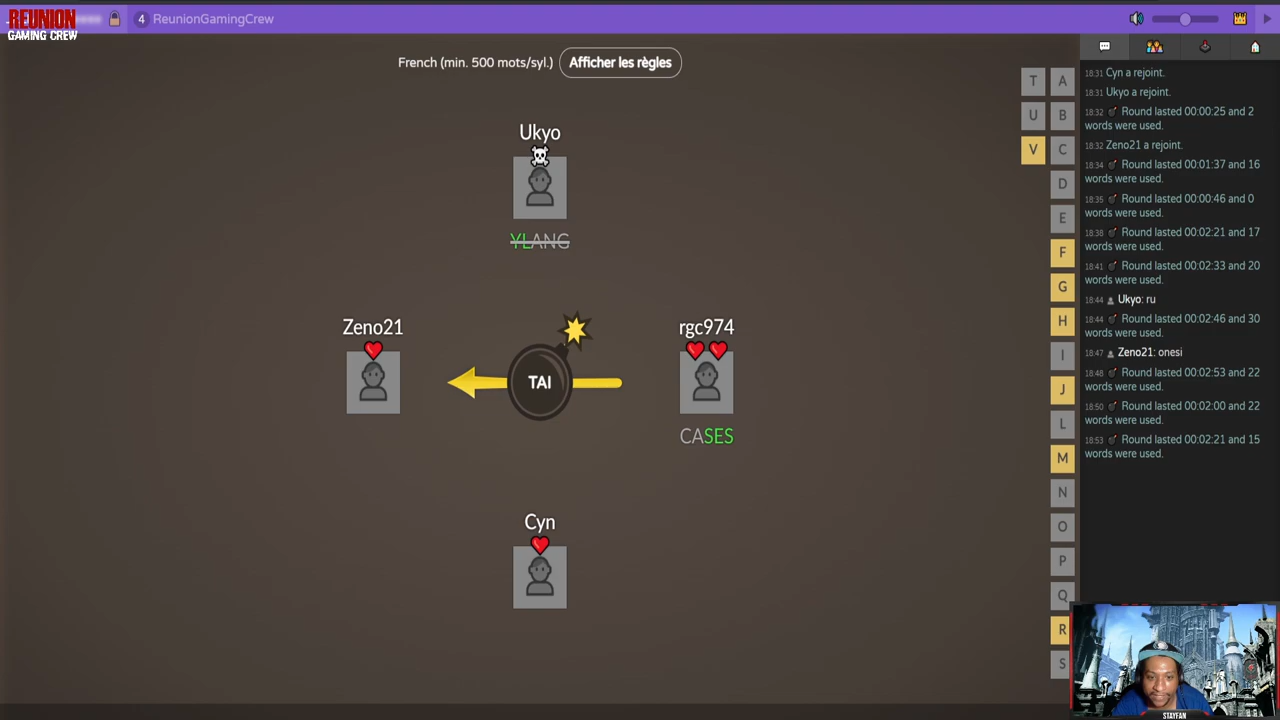 REUNION
GAMING CREW
4 ReunionGamingCrew
French (min. 500 mots/syl.) Afficher les règles
Ukyo
YLANG
Zeno21
TAI
rgc974
CASES
Cyn
T A
U B
V C
D
E
F
G
H
I
J
L
M
N
O
P
Q
R
S
18:31 Cyn a rejoint.
18:31 Ukyo a rejoint.
18:32 Round lasted 00:00:25 and 2
words were used.
18:32 Zeno21 a rejoint.
18:34 Round lasted 00:01:37 and 16
words were used.
18:35 Round lasted 00:00:46 and 0
words were used.
18:38 Round lasted 00:02:21 and 17
words were used.
18:41 Round lasted 00:02:33 and 20
words were used.
18:44 Ukyo: ru
18:44 Round lasted 00:02:46 and 30
words were used.
18:47 Zeno21: onesi
18:48 Round lasted 00:02:53 and 22
words were used.
18:50 Round lasted 00:02:00 and 22
words were used.
18:53 Round lasted 00:02:21 and 15
words were used.
STAYFAN